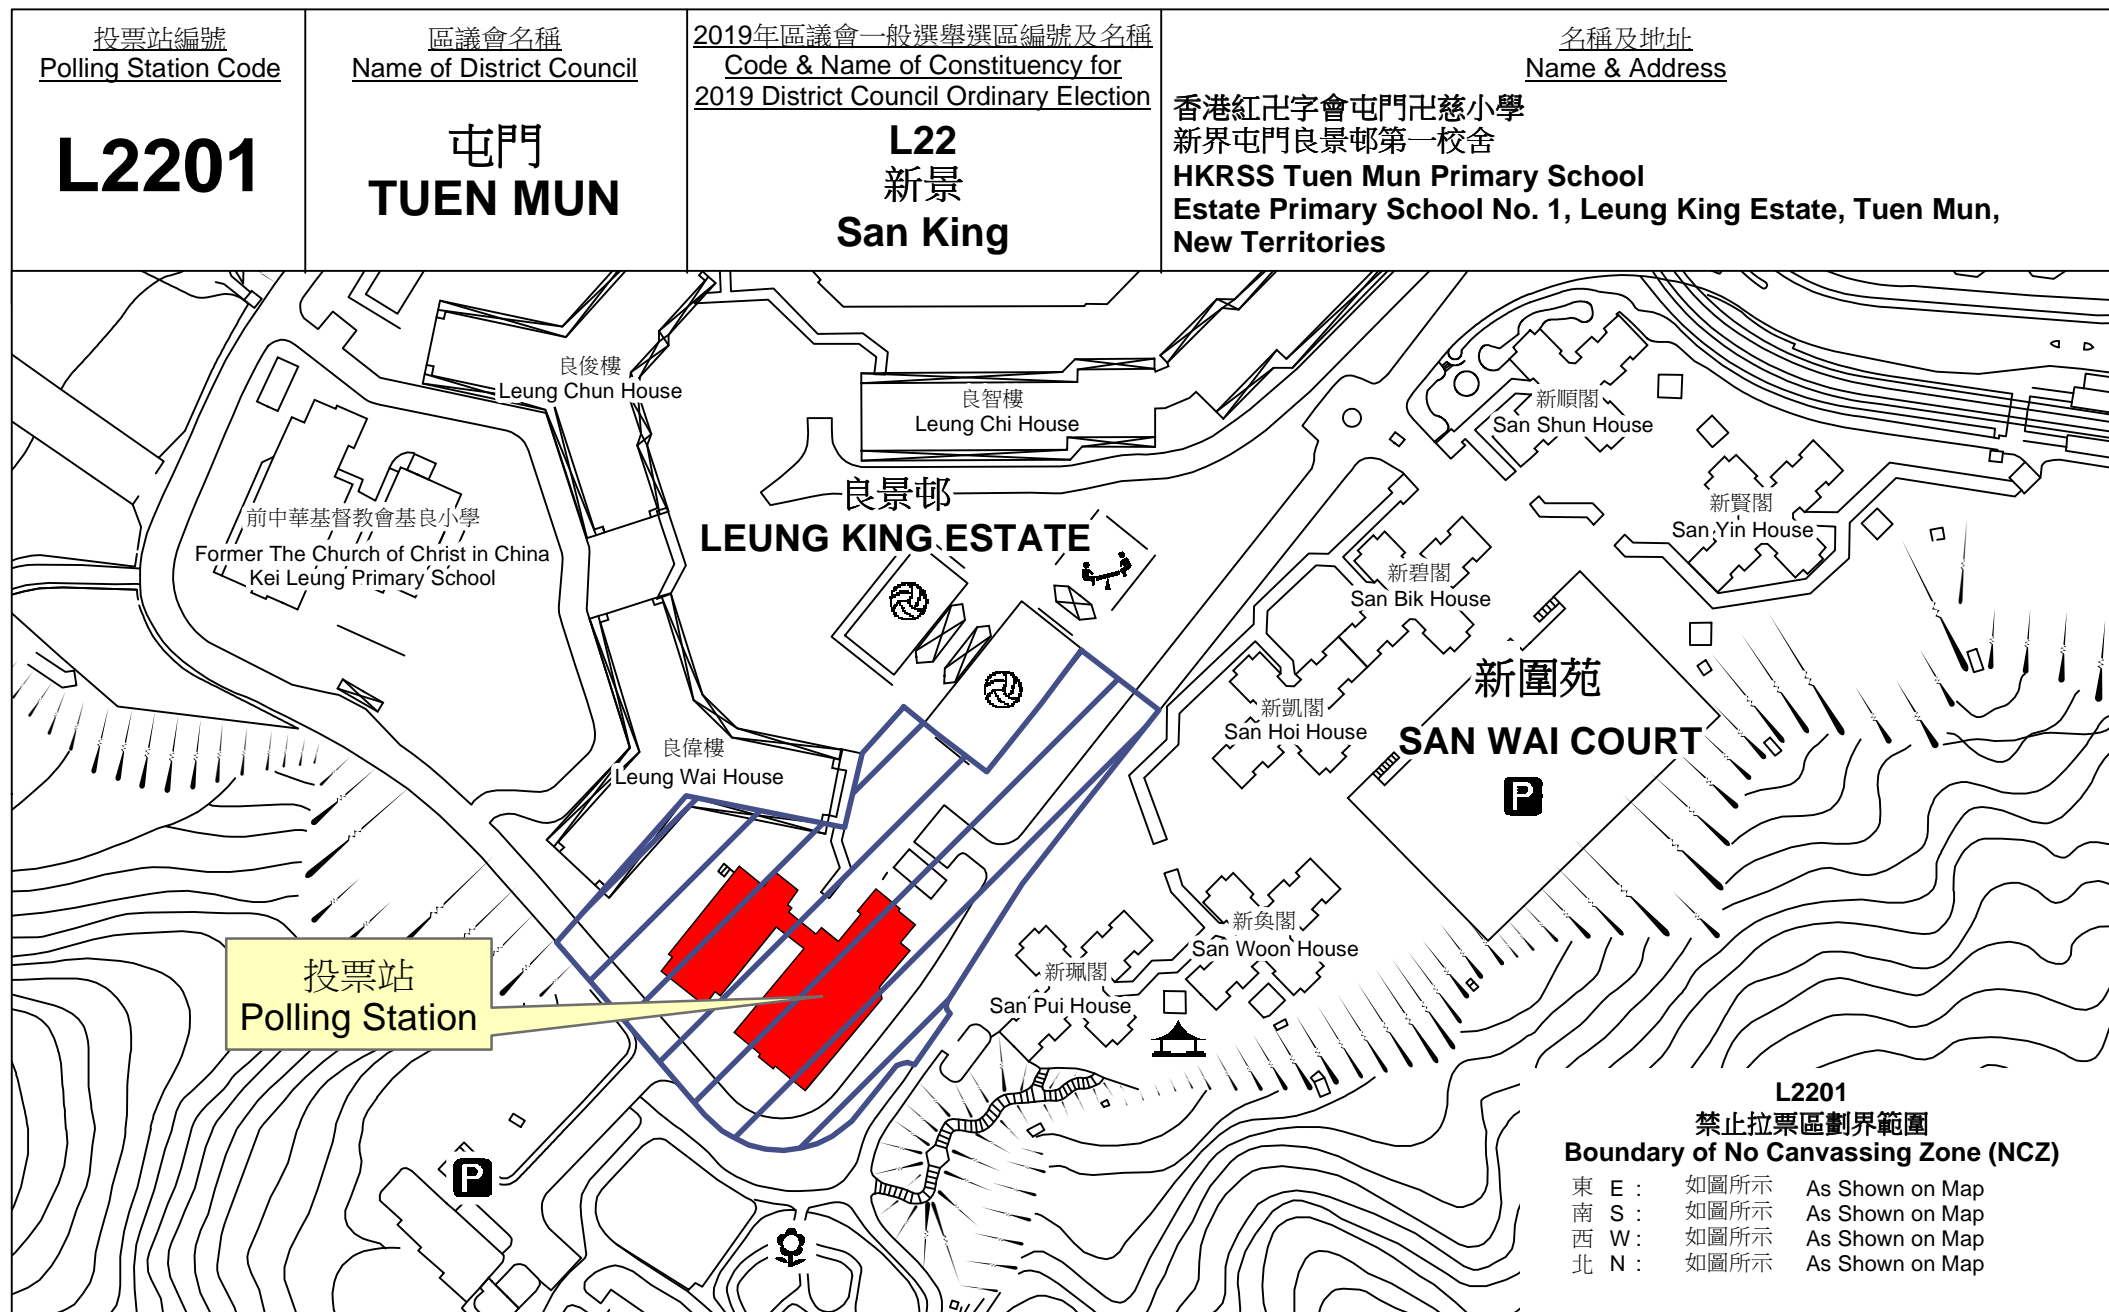 投票站編號
Polling Station Code
L2201
區議會名稱
Name of District Council
屯門
TUEN MUN
2019年區議會一般選舉選區編號及名稱
Code & Name of Constituency for
2019 District Council Ordinary Election
L22
新景
San King
名稱及地址
Name & Address
香港紅卍字會屯門卍慈小學
新界屯門良景邨第一校舍
HKRSS Tuen Mun Primary School
Estate Primary School No. 1, Leung King Estate, Tuen Mun,
New Territories
良俊樓
Leung Chun House
良智樓
Leung Chi House
新順閣
San Shun House
前中華基督教會基良小學
Former The Church of Christ in China
Kei Leung Primary School
良景邨
LEUNG KING ESTATE
新賢閣
San Yin House
新碧閣
San Bik House
新圍苑
SAN WAI COURT
新凱閣
San Hoi House
良偉樓
Leung Wai House
P
新奐閣
San Woon House
新珮閣
San Pui House
投票站
Polling Station
P
L2201
禁止拉票區劃界範圍
Boundary of No Canvassing Zone (NCZ)
東 E : 如圖所示 As Shown on Map
南 S : 如圖所示 As Shown on Map
西 W : 如圖所示 As Shown on Map
北 N : 如圖所示 As Shown on Map